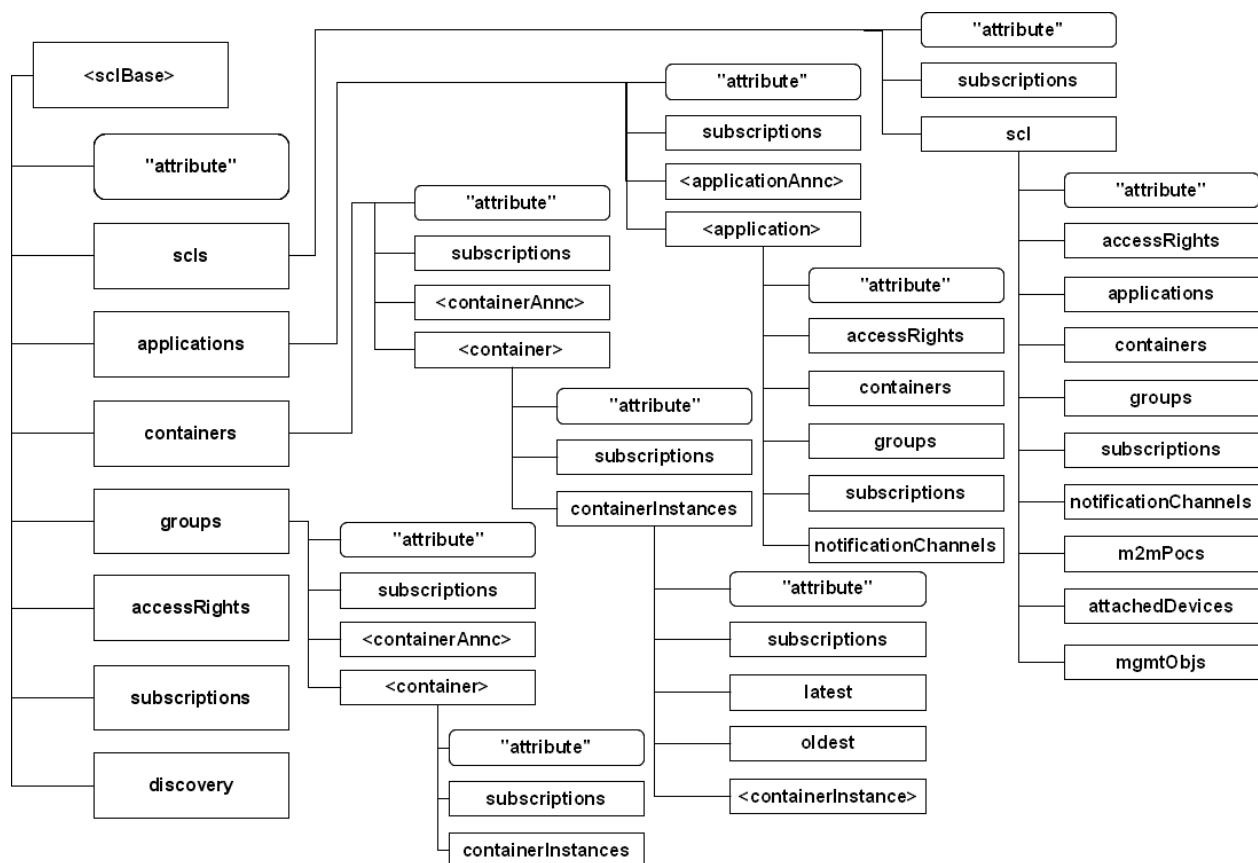 <sclBase>
"attribute"
scls
applications
containers
groups
accessRights
subscriptions
discovery
"attribute"
subscriptions
<containerAnnc>
<container>
"attribute"
subscriptions
containerInstances
"attribute"
subscriptions
<containerAnnc>
<container>
"attribute"
subscriptions
containerInstances
"attribute"
subscriptions
latest
oldest
<containerInstance>
"attribute"
subscriptions
<applicationAnnc>
<application>
"attribute"
accessRights
containers
groups
subscriptions
notificationChannels
"attribute"
subscriptions
scl
"attribute"
accessRights
applications
containers
groups
subscriptions
notificationChannels
m2mPocs
attachedDevices
mgmtObjs